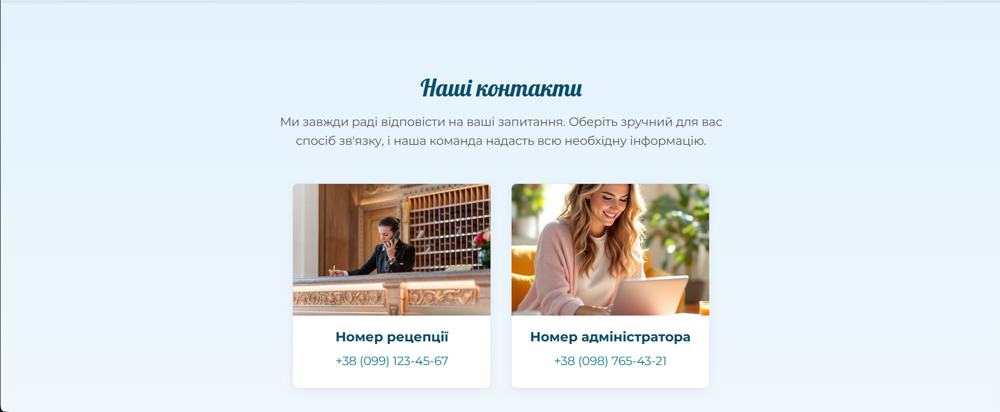 Наші контакти
Ми завжди раді відповісти на ваші запитання. Оберіть зручний для вас
спосіб зв'язку, і наша команда надасть всю необхідну інформацію.
Номер рецепції
+38 (099) 123-45-67
Номер адміністратора
+38 (098) 765-43-21